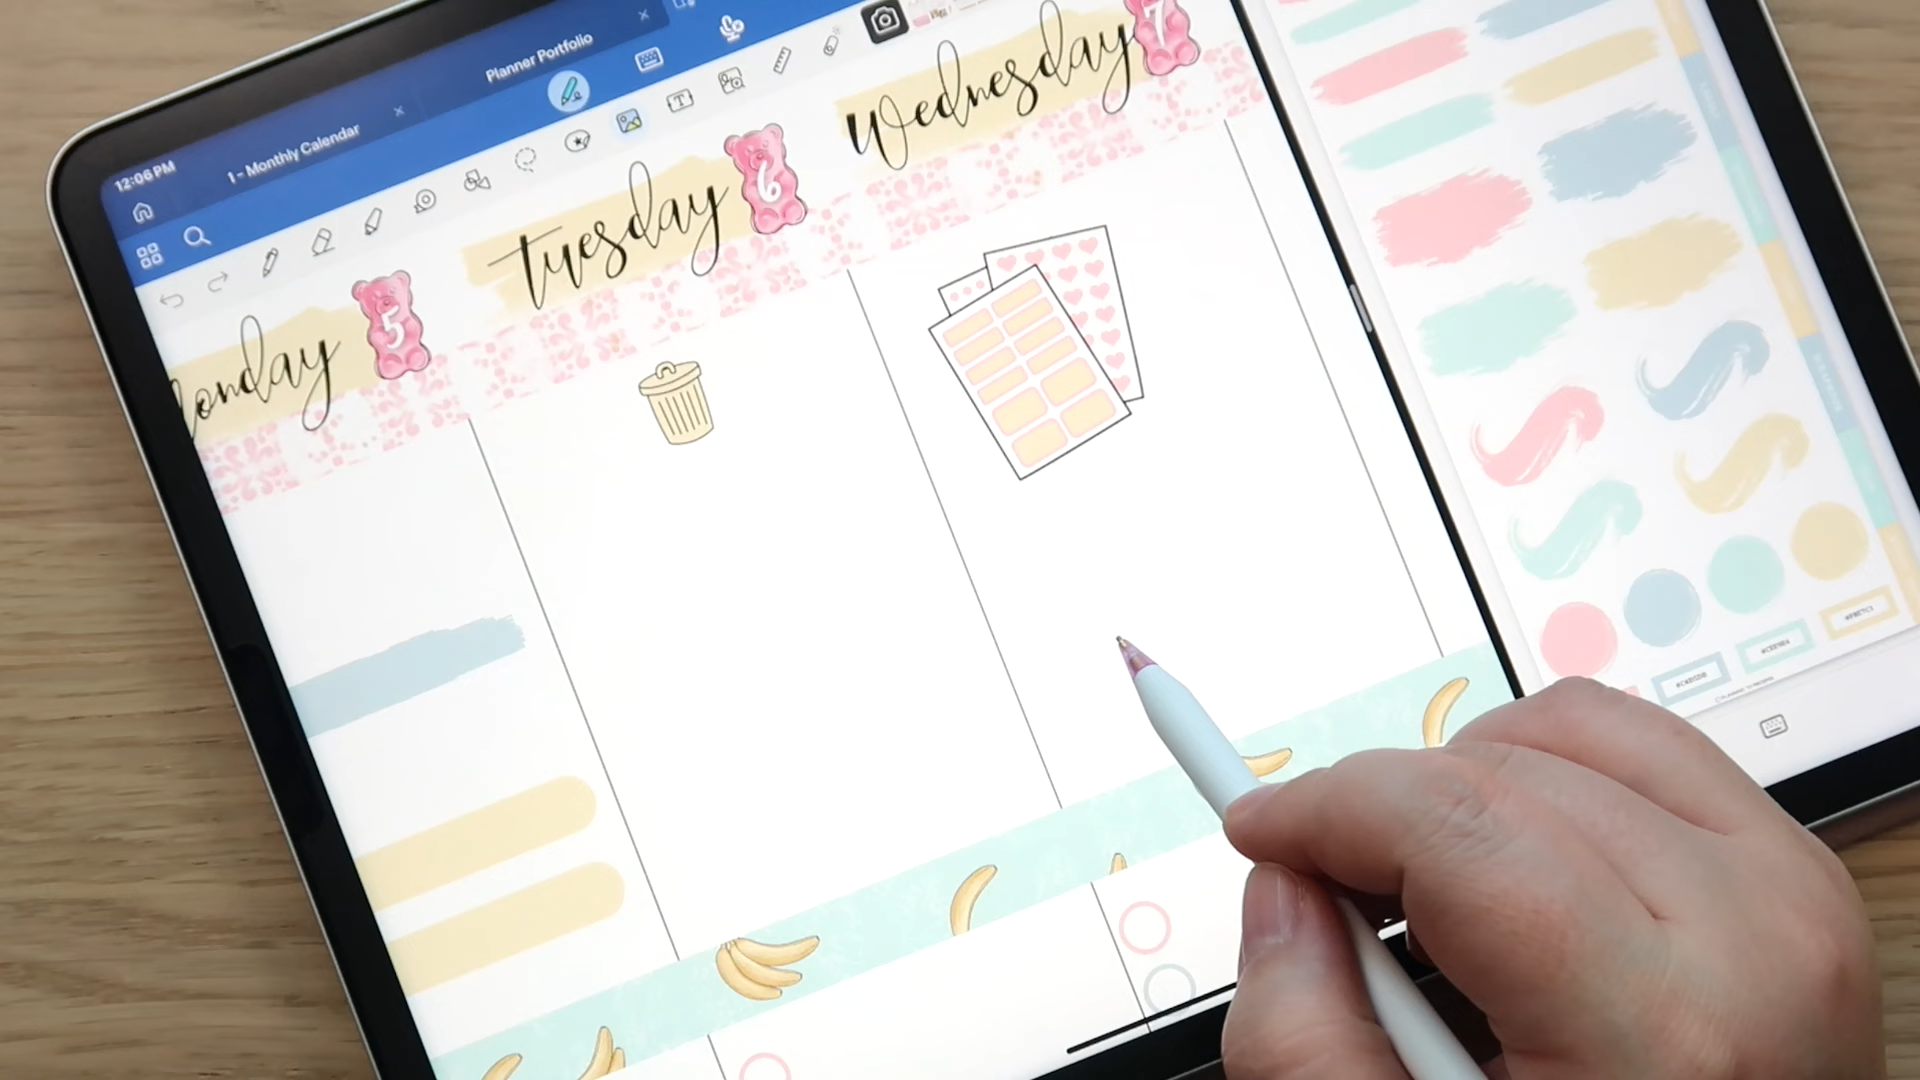 12:06 PM
1 - Monthly Calendar
Planner Portfolio
Monday 5
Tuesday 6
Wednesday 7